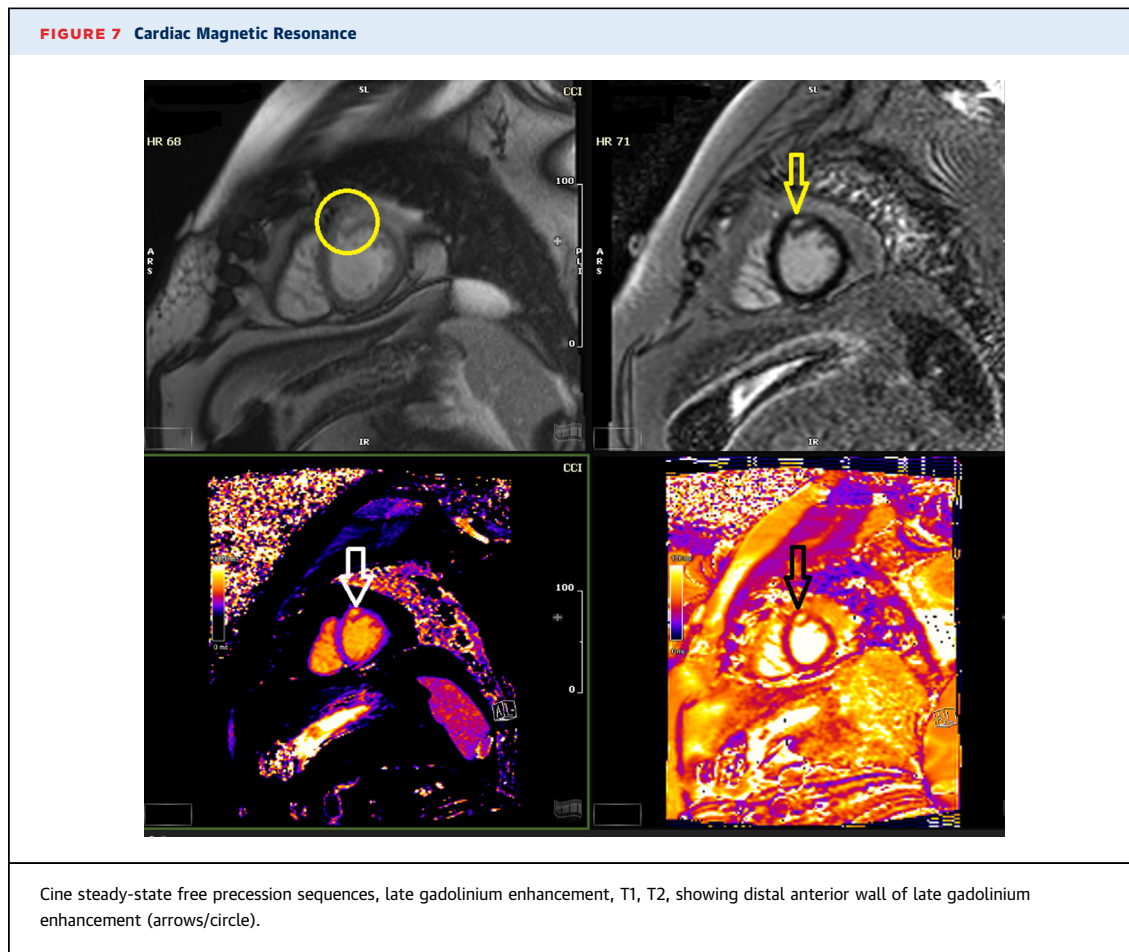 FIGURE 7 Cardiac Magnetic Resonance
SL
CCI
SL
HR 68
HR 71
100
A
R
S
P
L
I
A
R
S
0
IR
IR
CCI
100
0 ms
0
Cine steady-state free precession sequences, late gadolinium enhancement, T1, T2, showing distal anterior wall of late gadolinium
enhancement (arrows/circle).